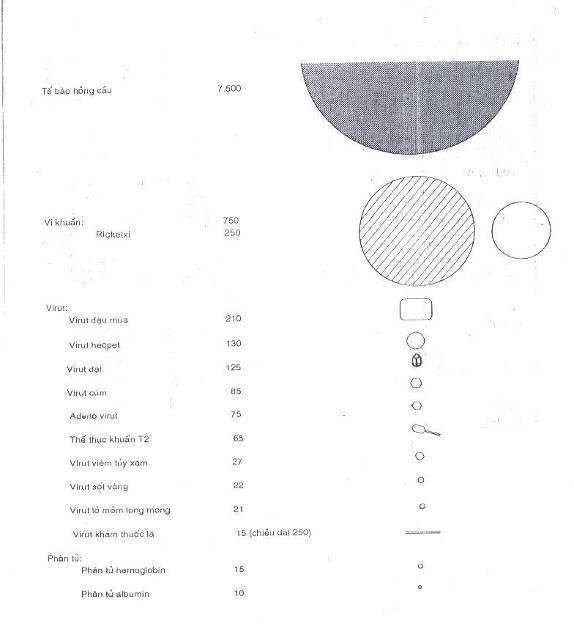 Tế bào hồng cầu 7.500
Vi khuẩn: 750
Ricketxi 250
Virut:
Virut đậu mùa 210
Virut hecpet 130
Virut dại 125
Virut cúm 85
Adeno virut 75
Thể thực khuẩn T2 65
Virut viêm tủy xám 27
Virut sốt vàng 22
Virut lở mồm long móng 21
Virut khảm thuốc lá 15 (chiều dài 250)
Phân tử:
Phân tử hemoglobin 15
Phân tử albumin 10